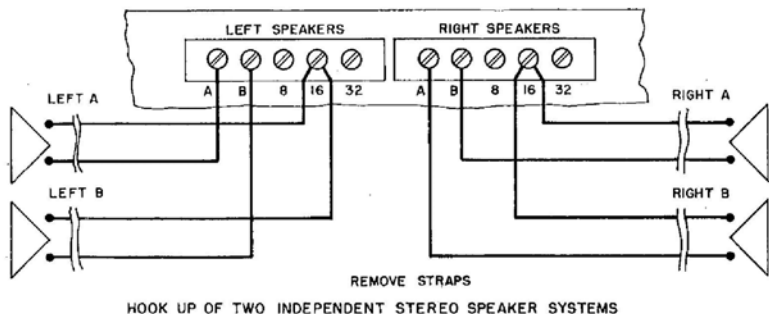 LEFT SPEAKERS
RIGHT SPEAKERS
A B 8 16 32
A B 8 16 32
LEFT A
RIGHT A
LEFT B
RIGHT B
REMOVE STRAPS
HOOK UP OF TWO INDEPENDENT STEREO SPEAKER SYSTEMS